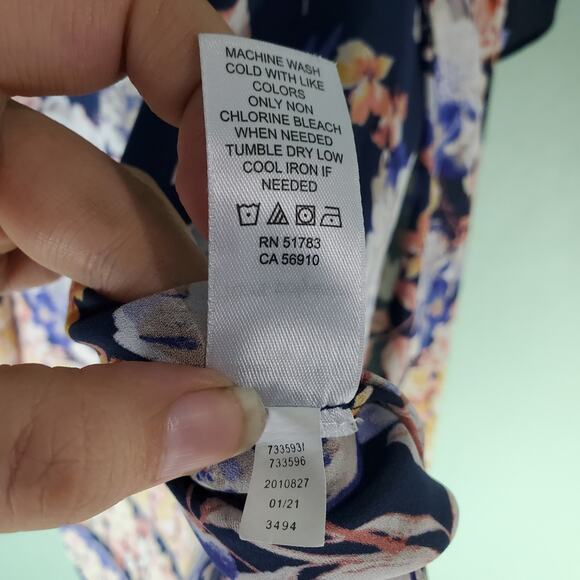 MACHINE WASH
COLD WITH LIKE
COLORS
ONLY NON
CHLORINE BLEACH
WHEN NEEDED
TUMBLE DRY LOW
COOL IRON IF
NEEDED
RN 51783
CA 56910
733593/
733596
2010827
01/21
3494